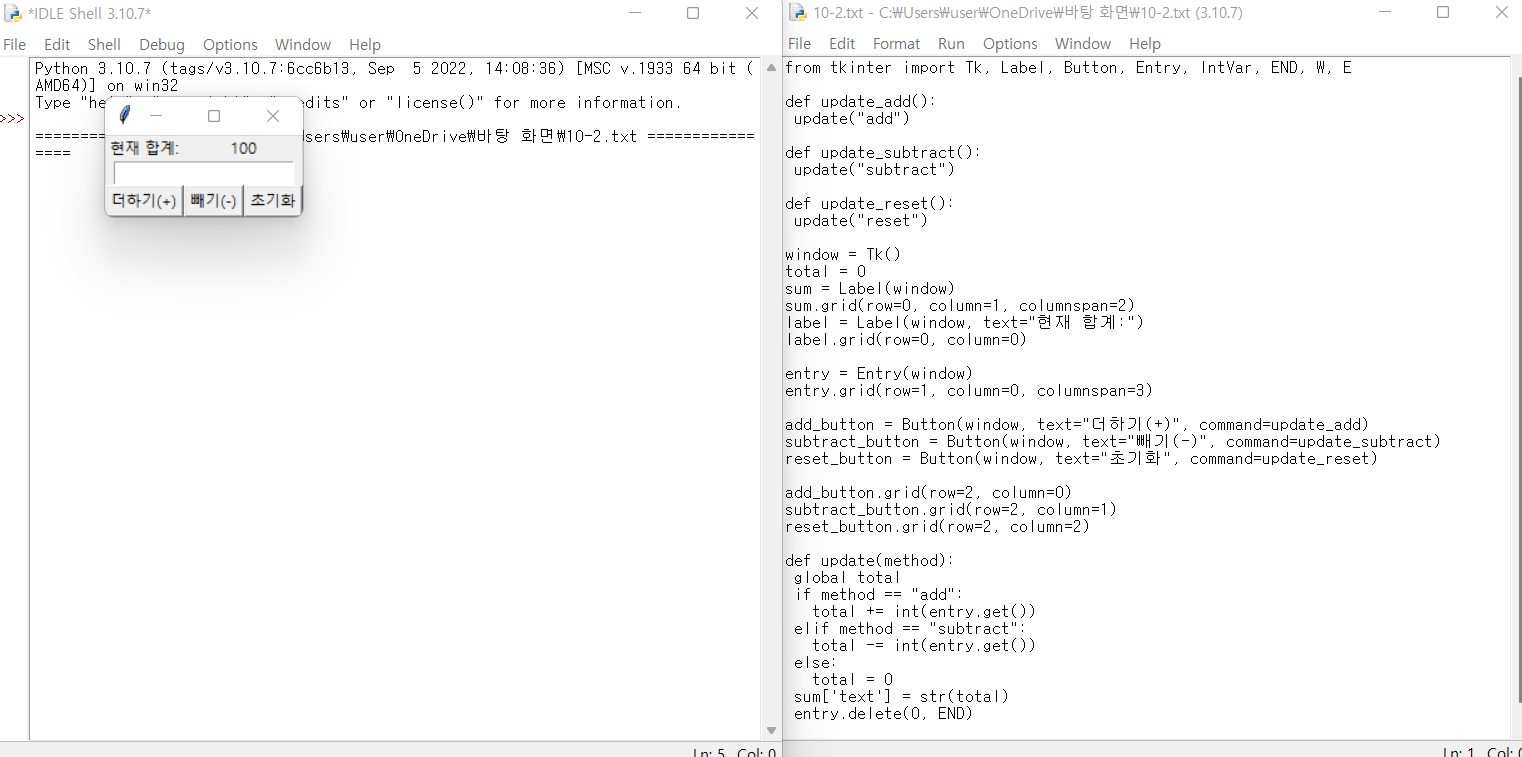 *IDLE Shell 3.10.7*
File Edit Shell Debug Options Window Help
Python 3.10.7 (tags/v3.10.7:6cc6b13, Sep  5 2022, 14:08:36) [MSC v.1933 64 bit (
AMD64)] on win32
Type "help" or "license()" for more information.
>>>
============ sers₩user₩OneDrive₩바탕 화면₩10-2.txt ============
====
현재 합계: 100
더하기(+) 빼기(-) 초기화
Ln: 5 Col: 0
10-2.txt - C:₩Users₩user₩OneDrive₩바탕 화면₩10-2.txt (3.10.7)
File Edit Format Run Options Window Help
from tkinter import Tk, Label, Button, Entry, IntVar, END, W, E
def update_add():
 update("add")
def update_subtract():
 update("subtract")
def update_reset():
 update("reset")
window = Tk()
total = 0
sum = Label(window)
sum.grid(row=0, column=1, columnspan=2)
label = Label(window, text="현재 합계:")
label.grid(row=0, column=0)
entry = Entry(window)
entry.grid(row=1, column=0, columnspan=3)
add_button = Button(window, text="더하기(+)", command=update_add)
subtract_button = Button(window, text="빼기(-)", command=update_subtract)
reset_button = Button(window, text="초기화", command=update_reset)
add_button.grid(row=2, column=0)
subtract_button.grid(row=2, column=1)
reset_button.grid(row=2, column=2)
def update(method):
 global total
 if method == "add":
   total += int(entry.get())
 elif method == "subtract":
   total -= int(entry.get())
 else:
   total = 0
 sum['text'] = str(total)
 entry.delete(0, END)
Ln: 1 Col: 0